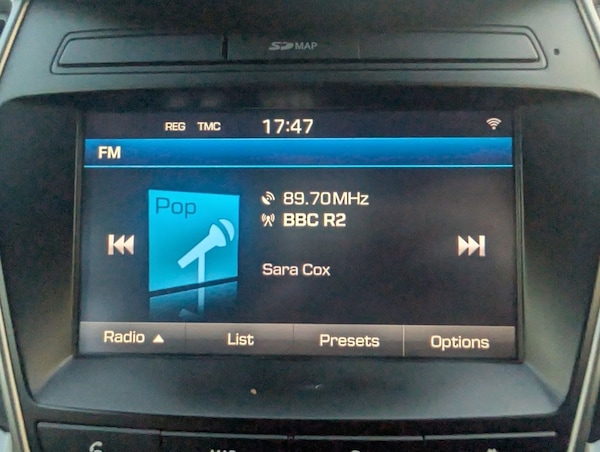 SD MAP
REG TMC 17:47
FM
Pop
89.70MHz
BBC R2
Sara Cox
Radio ▲ List Presets Options